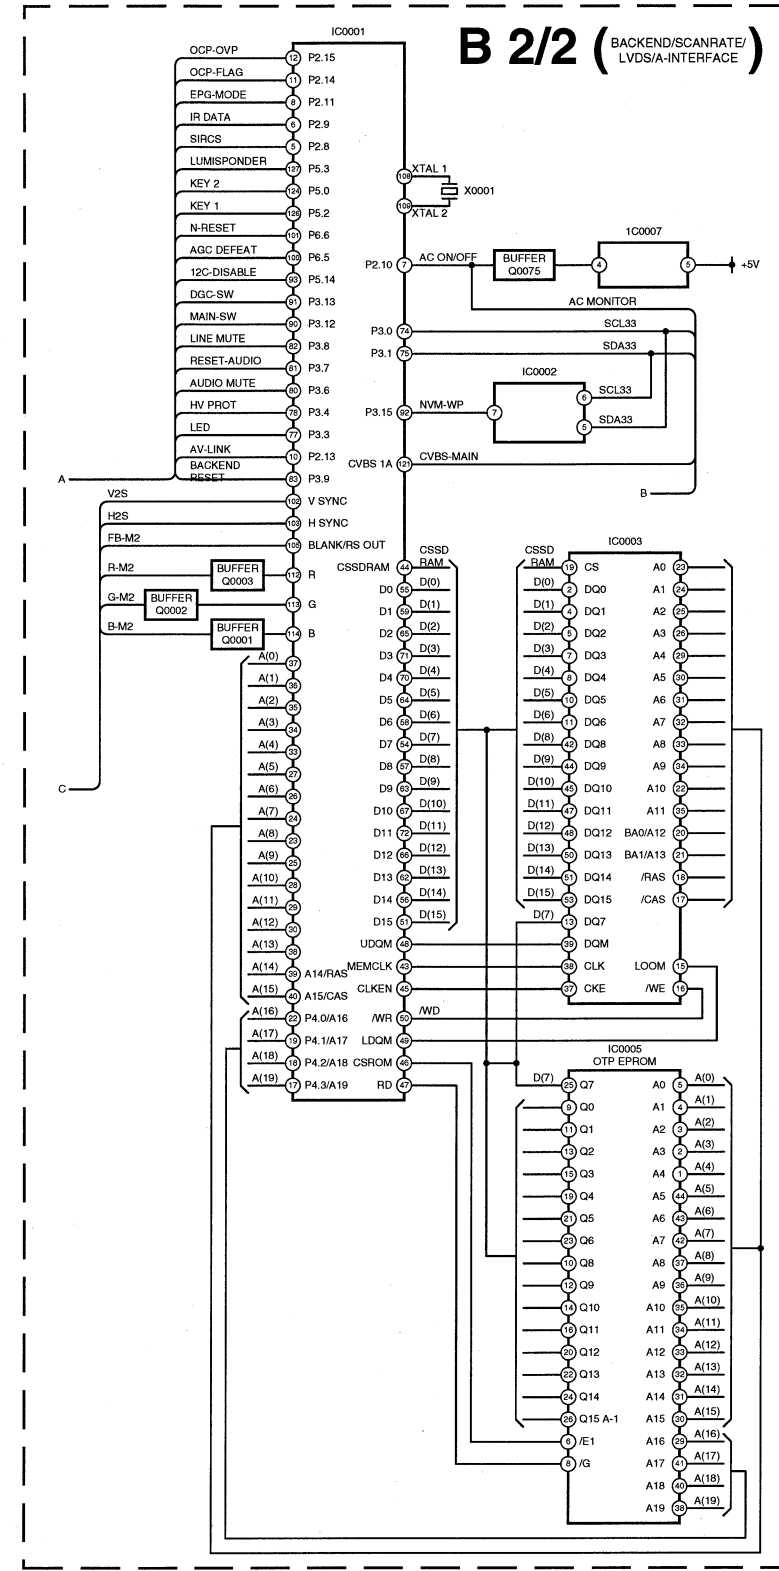 B 2/2 ( BACKEND/SCANRATE/
LVDS/A-INTERFACE )
IC0001
OCP-OVP 12 P2.15
OCP-FLAG 11 P2.14
EPG-MODE 8 P2.11
IR DATA 6 P2.9
SIRCS 5 P2.8
LUMISPONDER 127 P5.3
KEY 2 124 P5.0
KEY 1 126 P5.2
N-RESET 101 P6.6
AGC DEFEAT 100 P6.5
12C-DISABLE 93 P5.14
DGC-SW 91 P3.13
MAIN-SW 90 P3.12
LINE MUTE 82 P3.8
RESET-AUDIO 81 P3.7
AUDIO MUTE 80 P3.6
HV PROT 78 P3.4
LED 77 P3.3
AV-LINK 10 P2.13
BACKEND
RESET 83 P3.9
A
V2S 102 V SYNC
H2S 103 H SYNC
FB-M2 105 BLANK/RS OUT
R-M2 BUFFER
Q0003 112 R
G-M2 BUFFER
Q0002 113 G
B-M2 BUFFER
Q0001 114 B
C
A(0) 37
A(1) 36
A(2) 35
A(3) 34
A(4) 33
A(5) 27
A(6) 26
A(7) 24
A(8) 23
A(9) 25
A(10) 28
A(11) 29
A(12) 30
A(13) 38
A(14) 39 A14/RAS
A(15) 40 A15/CAS
A(16) 22 P4.0/A16
A(17) 19 P4.1/A17
A(18) 18 P4.2/A18
A(19) 17 P4.3/A19
108 XTAL 1
X0001
109 XTAL 2
P2.10 7 AC ON/OFF
BUFFER
Q0075
1C0007
4 5 +5V
AC MONITOR
P3.0 74 SCL33
P3.1 75 SDA33
IC0002
P3.15 92 NVM-WP 7
6 SCL33
5 SDA33
CVBS 1A 121 CVBS-MAIN
B
CSSDRAM 44 CSSD
RAM
D0 55 D(0)
D1 59 D(1)
D2 65 D(2)
D3 71 D(3)
D4 70 D(4)
D5 64 D(5)
D6 58 D(6)
D7 54 D(7)
D8 57 D(8)
D9 63 D(9)
D10 67 D(10)
D11 72 D(11)
D12 66 D(12)
D13 62 D(13)
D14 56 D(14)
D15 51 D(15)
UDQM 48
MEMCLK 43
CLKEN 45
/WR 50 /WD
LDQM 49
CSROM 46
RD 47
IC0003
CSSD
RAM 19 CS A0 23
D(0) 2 DQ0 A1 24
D(1) 4 DQ1 A2 25
D(2) 5 DQ2 A3 26
D(3) 7 DQ3 A4 29
D(4) 8 DQ4 A5 30
D(5) 10 DQ5 A6 31
D(6) 11 DQ6 A7 32
D(8) 42 DQ8 A8 33
D(9) 44 DQ9 A9 34
D(10) 45 DQ10 A10 22
D(11) 47 DQ11 A11 35
D(12) 48 DQ12 BA0/A12 20
D(13) 50 DQ13 BA1/A13 21
D(14) 51 DQ14 /RAS 18
D(15) 53 DQ15 /CAS 17
D(7) 13 DQ7
39 DQM
38 CLK LOOM 15
37 CKE /WE 16
IC0005
OTP EPROM
D(7) 25 Q7 A0 5 A(0)
9 Q0 A1 4 A(1)
11 Q1 A2 3 A(2)
13 Q2 A3 2 A(3)
15 Q3 A4 1 A(4)
19 Q4 A5 44 A(5)
21 Q5 A6 43 A(6)
23 Q6 A7 42 A(7)
10 Q8 A8 37 A(8)
12 Q9 A9 36 A(9)
14 Q10 A10 35 A(10)
16 Q11 A11 34 A(11)
20 Q12 A12 33 A(12)
22 Q13 A13 32 A(13)
24 Q14 A14 31 A(14)
26 Q15 A-1 A15 30 A(15)
6 /E1 A16 29 A(16)
8 /G A17 41 A(17)
A18 40 A(18)
A19 38 A(19)